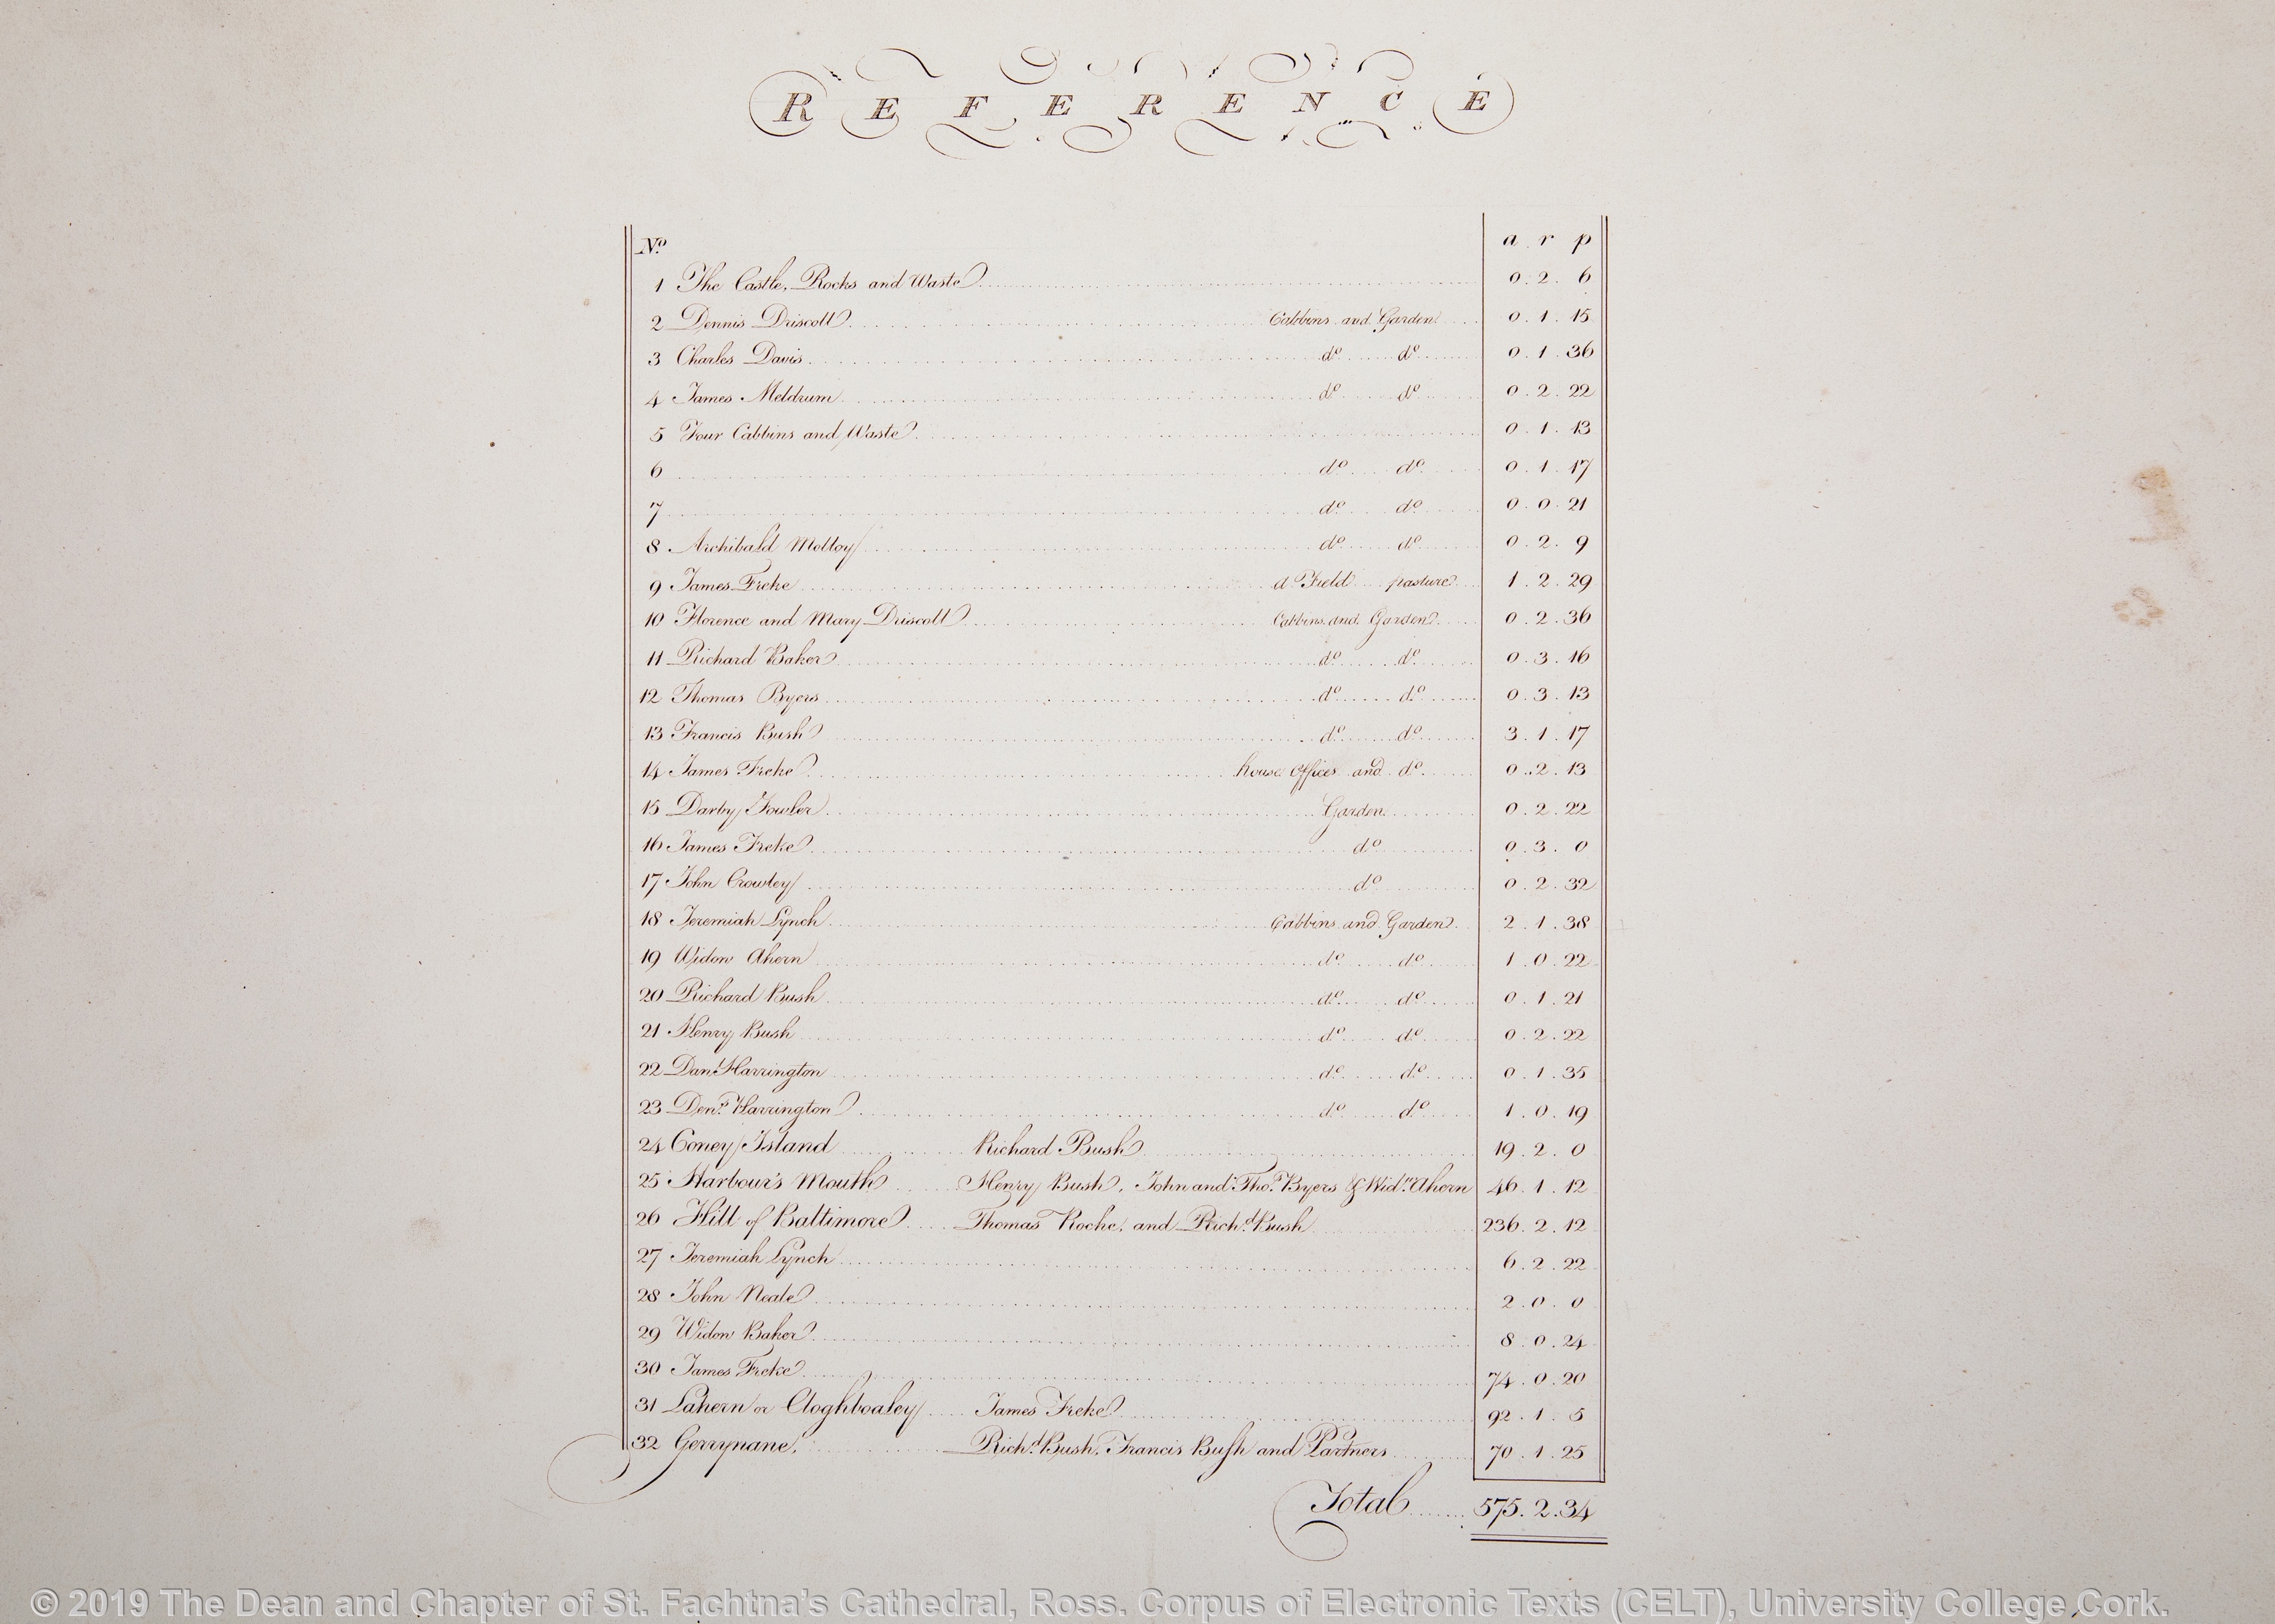 REFERENCE
No. a r p
1 The Castle, Rocks and Waste 0.2.6
2 Dennis Driscoll Cabbins and Garden 0.1.15
3 Charles Davis do do 0.1.36
4 James Meldrum do do 0.2.22
5 Four Cabbins and Waste 0.1.13
6 do do 0.1.17
7 do do 0.0.21
8 Archibald Molloy do do 0.2.9
9 James Freke a Field pasture 1.2.29
10 Florence and Mary Driscoll Cabbins and Garden 0.2.36
11 Richard Baker do do 0.3.16
12 Thomas Byers do do 0.3.13
13 Francis Bush do do 3.1.17
14 James Freke house offices and do 0.2.13
15 Darby Fowler Garden 0.2.22
16 James Freke do 0.3.0
17 John Crowley do 0.2.32
18 Jeremiah Lynch Cabbins and Garden 2.1.38
19 Widow Ahern do do 1.0.22
20 Richard Bush do do 0.1.21
21 Henry Bush do do 0.2.22
22 Danl Harrington do do 0.1.35
23 Dens Harrington do do 1.0.19
24 Coney Island Richard Bush 19.2.0
25 Harbour's Mouth Henry Bush, John and Thos Byers & Widw Ahern 46.1.12
26 Hill of Baltimore Thomas Roche, and Richd Bush 236.2.12
27 Jeremiah Lynch 6.2.22
28 John Neale 2.0.0
29 Widow Baker 8.0.24
30 James Freke 74.0.20
31 Lahern or Cloghboaley James Freke 92.1.5
32 Gerrynane, Richd Bush, Francis Bush and Partners 70.1.25
Total 575.2.34
© 2019 The Dean and Chapter of St. Fachtna's Cathedral, Ross. Corpus of Electronic Texts (CELT), University College Cork.